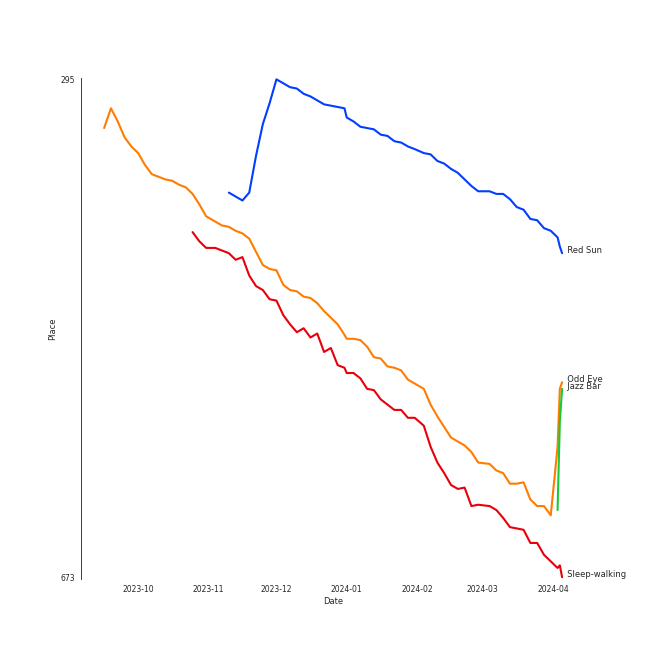 295
Place
Red Sun
Odd Eye
Jazz Bar
Sleep-walking
673
2023-10 2023-11 2023-12 2024-01 2024-02 2024-03 2024-04
Date